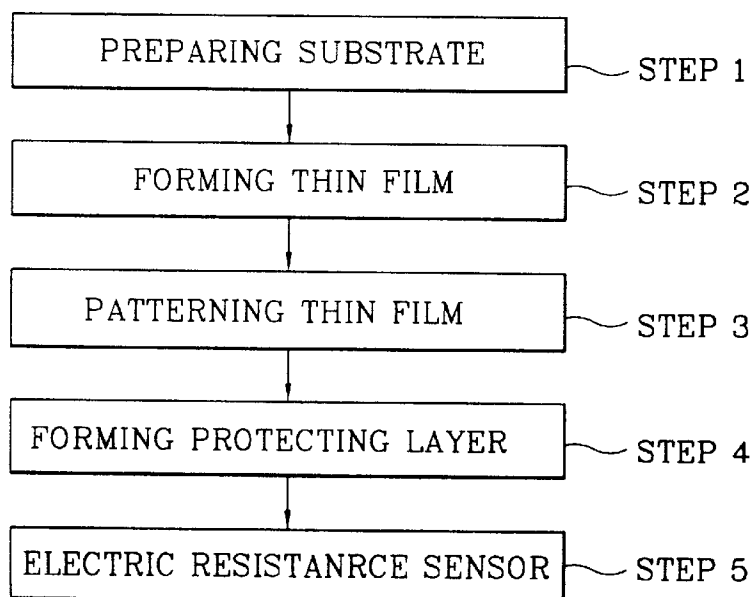 PREPARING SUBSTRATE
STEP 1
FORMING THIN FILM
STEP 2
PATTERNING THIN FILM
STEP 3
FORMING PROTECTING LAYER
STEP 4
ELECTRIC RESISTANRCE SENSOR
STEP 5